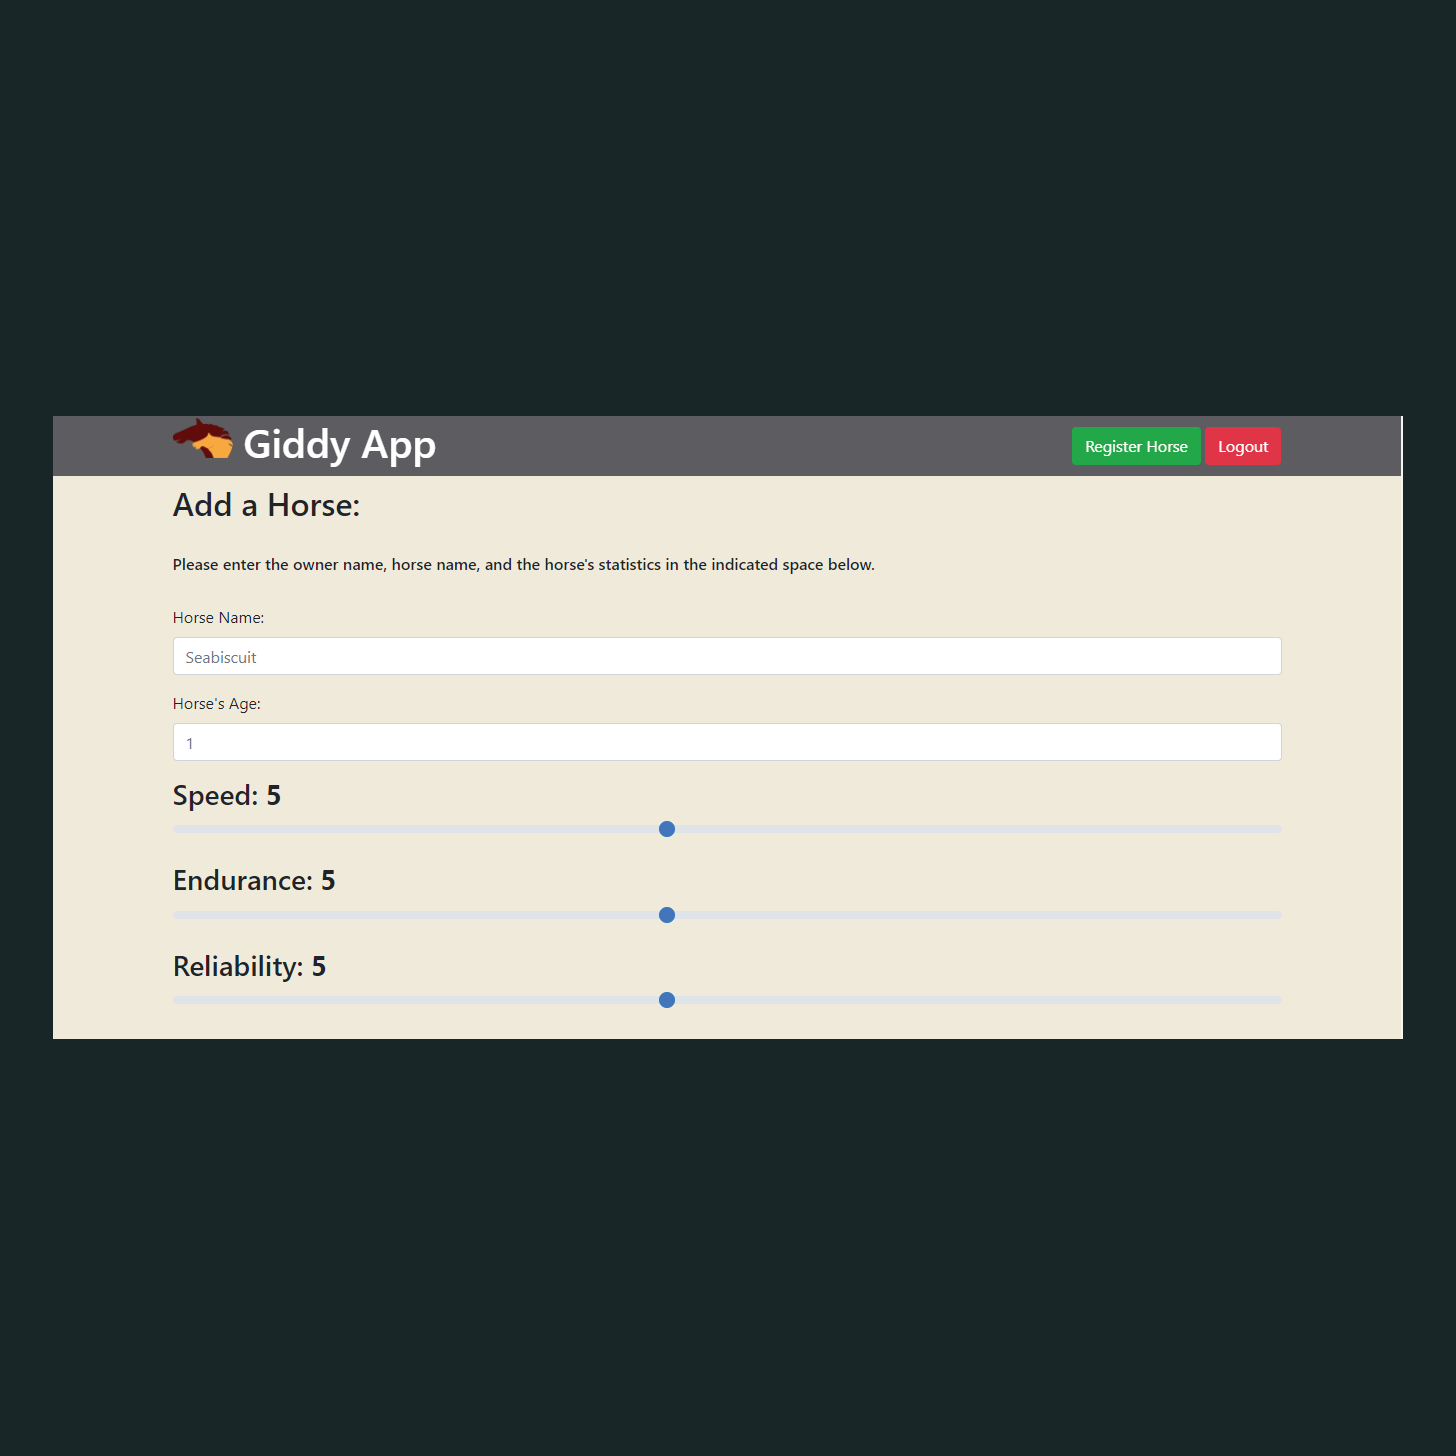 Giddy App
Register Horse
Logout
Add a Horse:
Please enter the owner name, horse name, and the horse's statistics in the indicated space below.
Horse Name:
Seabiscuit
Horse's Age:
1
Speed: 5
Endurance: 5
Reliability: 5